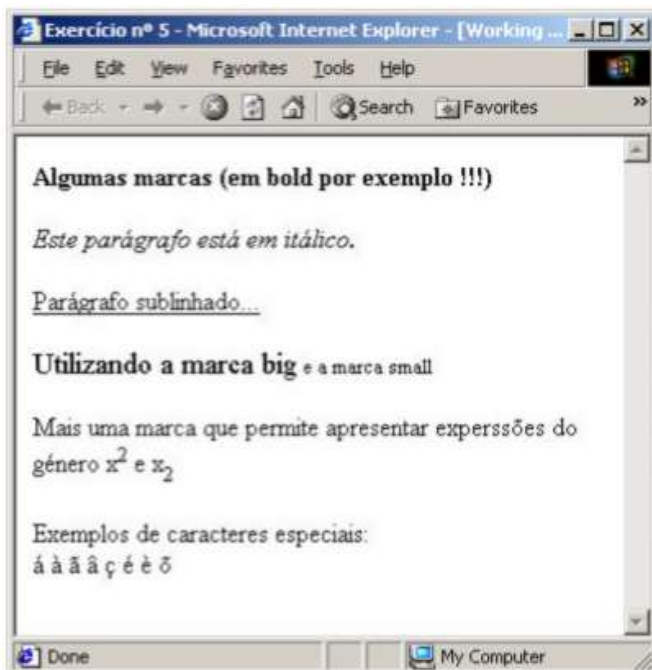 Exercício nº 5 - Microsoft Internet Explorer - [Working ...
File Edit View Favorites Tools Help
Back Search Favorites »
Algumas marcas (em bold por exemplo !!!)
Este parágrafo está em itálico.
Parágrafo sublinhado...
Utilizando a marca big e a marca small
Mais uma marca que permite apresentar experssões do
género x² e x₂
Exemplos de caracteres especiais:
á à ã â ç é è õ
Done My Computer